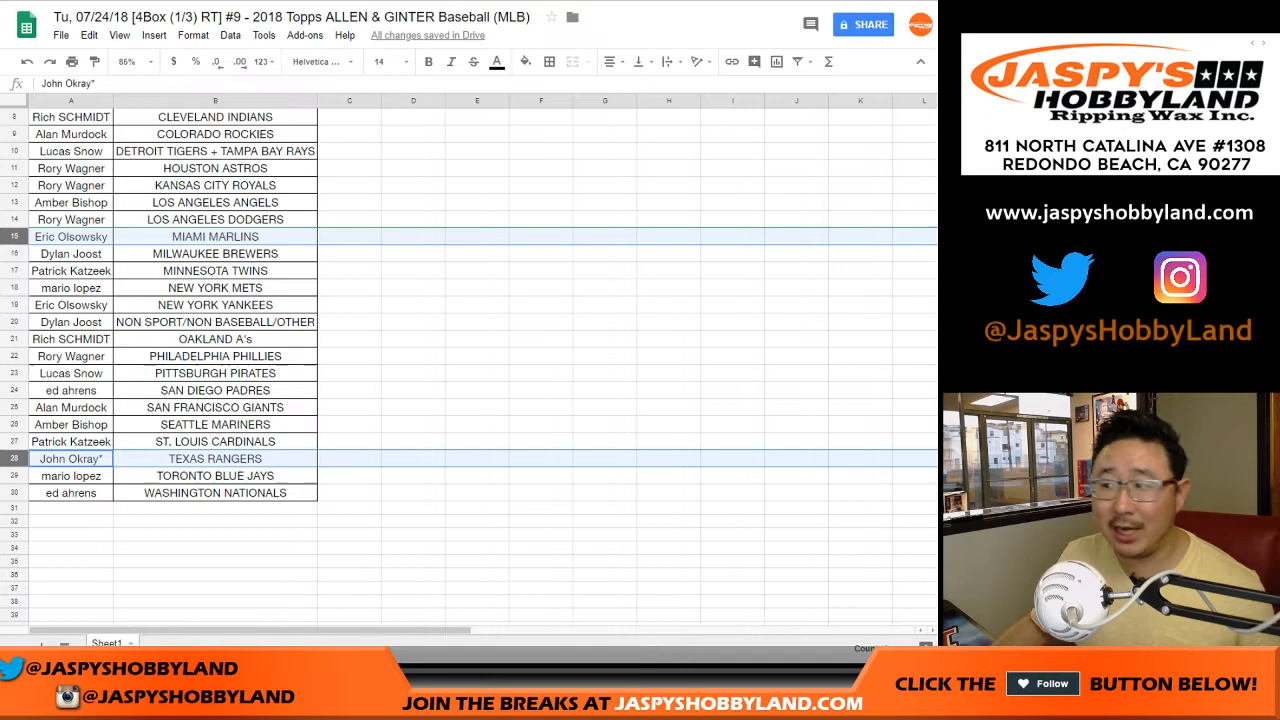 Tu, 07/24/18 [4Box (1/3) RT] #9 - 2018 Topps ALLEN & GINTER Baseball (MLB)
File Edit View Insert Format Data Tools Add-ons Help All changes saved in Drive
SHARE
85% $ % .0 .00 123 Helvetica ... 14 B I S A
fx John Okray*
A B C D E F G H I J K L
8 Rich SCHMIDT CLEVELAND INDIANS
9 Alan Murdock COLORADO ROCKIES
10 Lucas Snow DETROIT TIGERS + TAMPA BAY RAYS
11 Rory Wagner HOUSTON ASTROS
12 Rory Wagner KANSAS CITY ROYALS
13 Amber Bishop LOS ANGELES ANGELS
14 Rory Wagner LOS ANGELES DODGERS
15 Eric Olsowsky MIAMI MARLINS
16 Dylan Joost MILWAUKEE BREWERS
17 Patrick Katzeek MINNESOTA TWINS
18 mario lopez NEW YORK METS
19 Eric Olsowsky NEW YORK YANKEES
20 Dylan Joost NON SPORT/NON BASEBALL/OTHER
21 Rich SCHMIDT OAKLAND A's
22 Rory Wagner PHILADELPHIA PHILLIES
23 Lucas Snow PITTSBURGH PIRATES
24 ed ahrens SAN DIEGO PADRES
25 Alan Murdock SAN FRANCISCO GIANTS
26 Amber Bishop SEATTLE MARINERS
27 Patrick Katzeek ST. LOUIS CARDINALS
28 John Okray* TEXAS RANGERS
29 mario lopez TORONTO BLUE JAYS
30 ed ahrens WASHINGTON NATIONALS
31
32
33
34
35
36
37
38
39
Sheet1
JASPY'S
HOBBYLAND
Ripping Wax Inc.
811 NORTH CATALINA AVE #1308
REDONDO BEACH, CA 90277
www.jaspyshobbyland.com
@JaspysHobbyLand
@JASPYSHOBBYLAND
@JASPYSHOBBYLAND
JOIN THE BREAKS AT JASPYSHOBBYLAND.COM
CLICK THE Follow BUTTON BELOW!